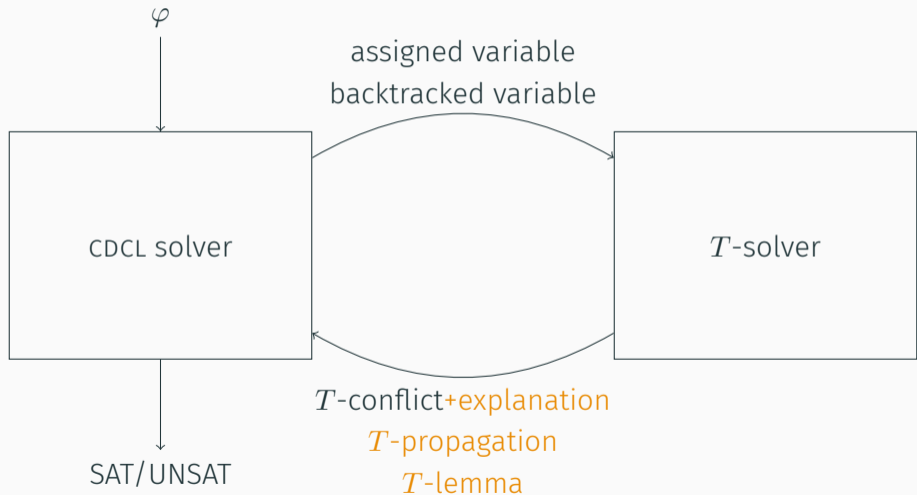 φ
assigned variable
backtracked variable
CDCL solver
T-solver
T-conflict+explanation
T-propagation
T-lemma
SAT/UNSAT